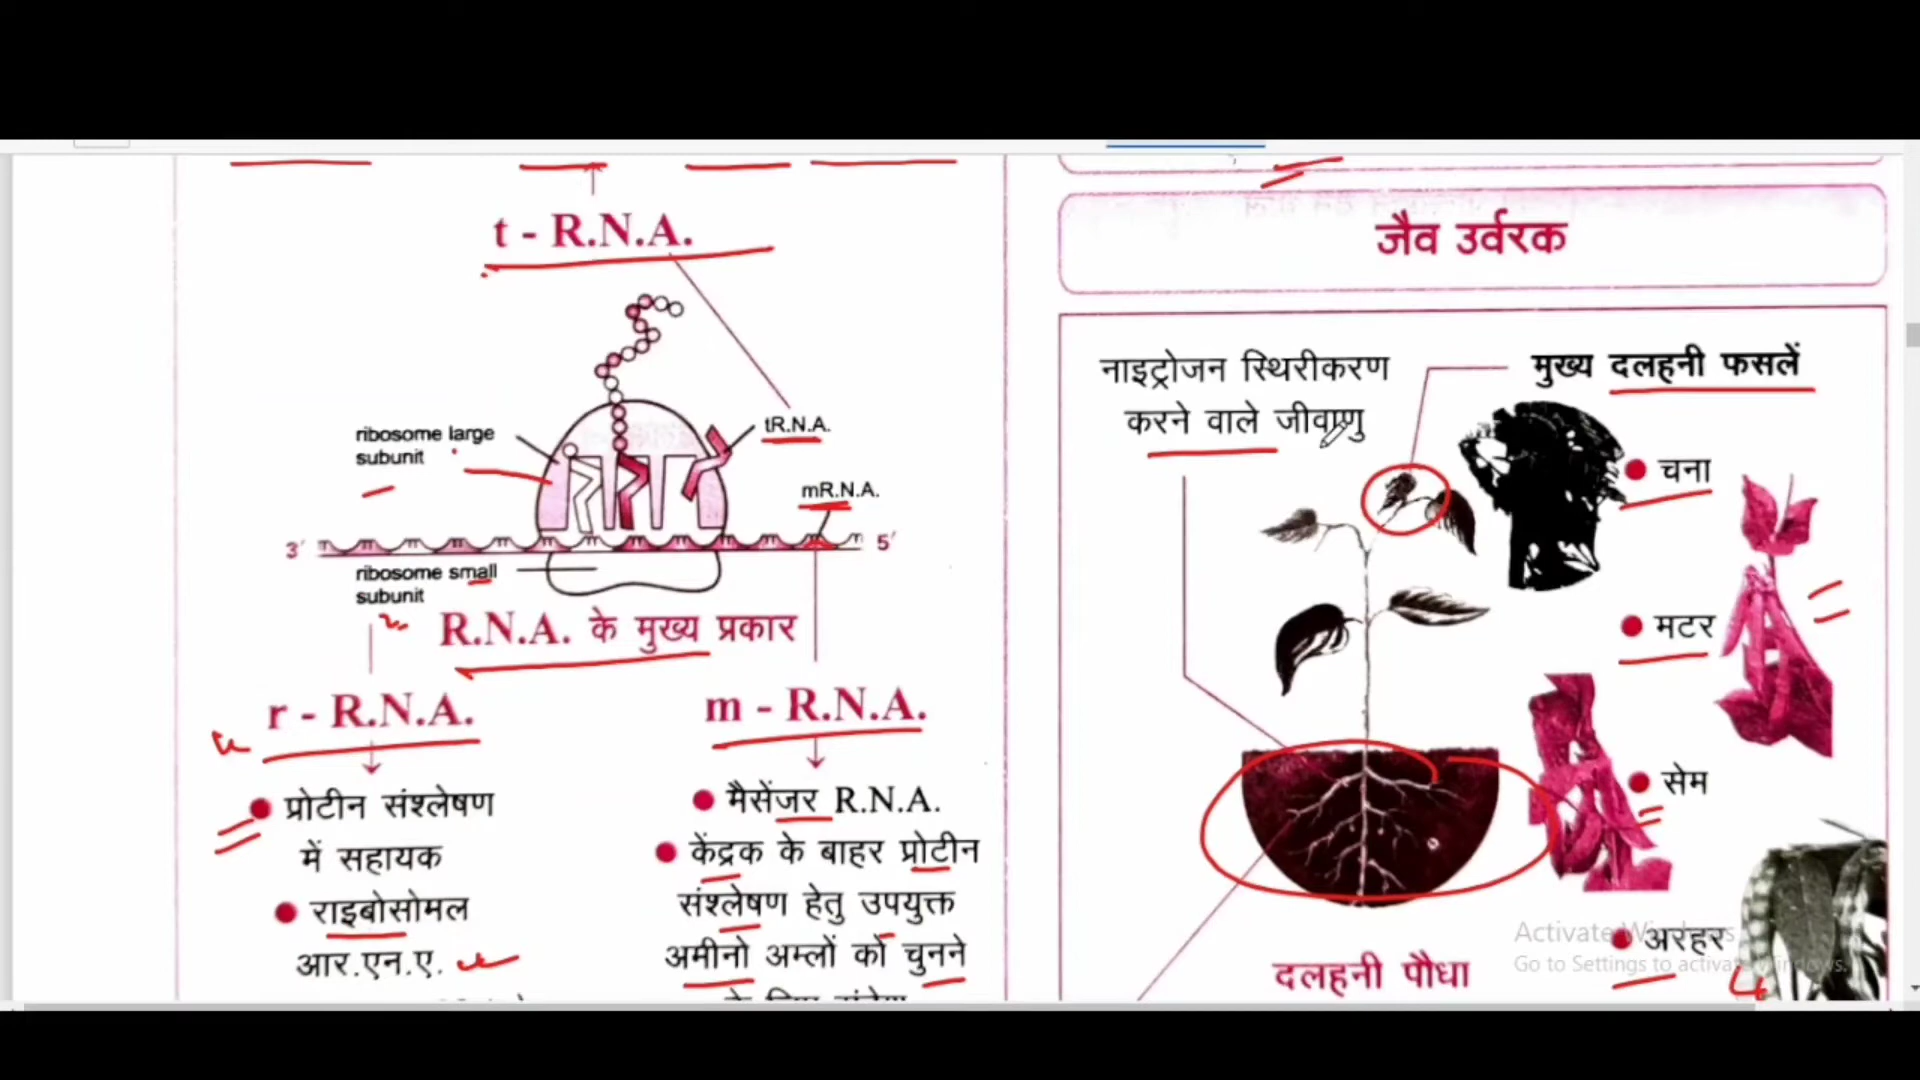 t - R.N.A.
ribosome large
subunit
tR.N.A.
mR.N.A.
3′
5′
ribosome small
subunit
R.N.A. के मुख्य प्रकार
r - R.N.A.
प्रोटीन संश्लेषण
में सहायक
राइबोसोमल
आर.एन.ए.
m - R.N.A.
मैसेंजर R.N.A.
केंद्रक के बाहर प्रोटीन
संश्लेषण हेतु उपयुक्त
अमीनो अम्लों को चुनने
जैव उर्वरक
नाइट्रोजन स्थिरीकरण
करने वाले जीवाणु
मुख्य दलहनी फसलें
चना
मटर
सेम
अरहर
दलहनी पौधा
Activate Windows
Go to Settings to activate Windows.